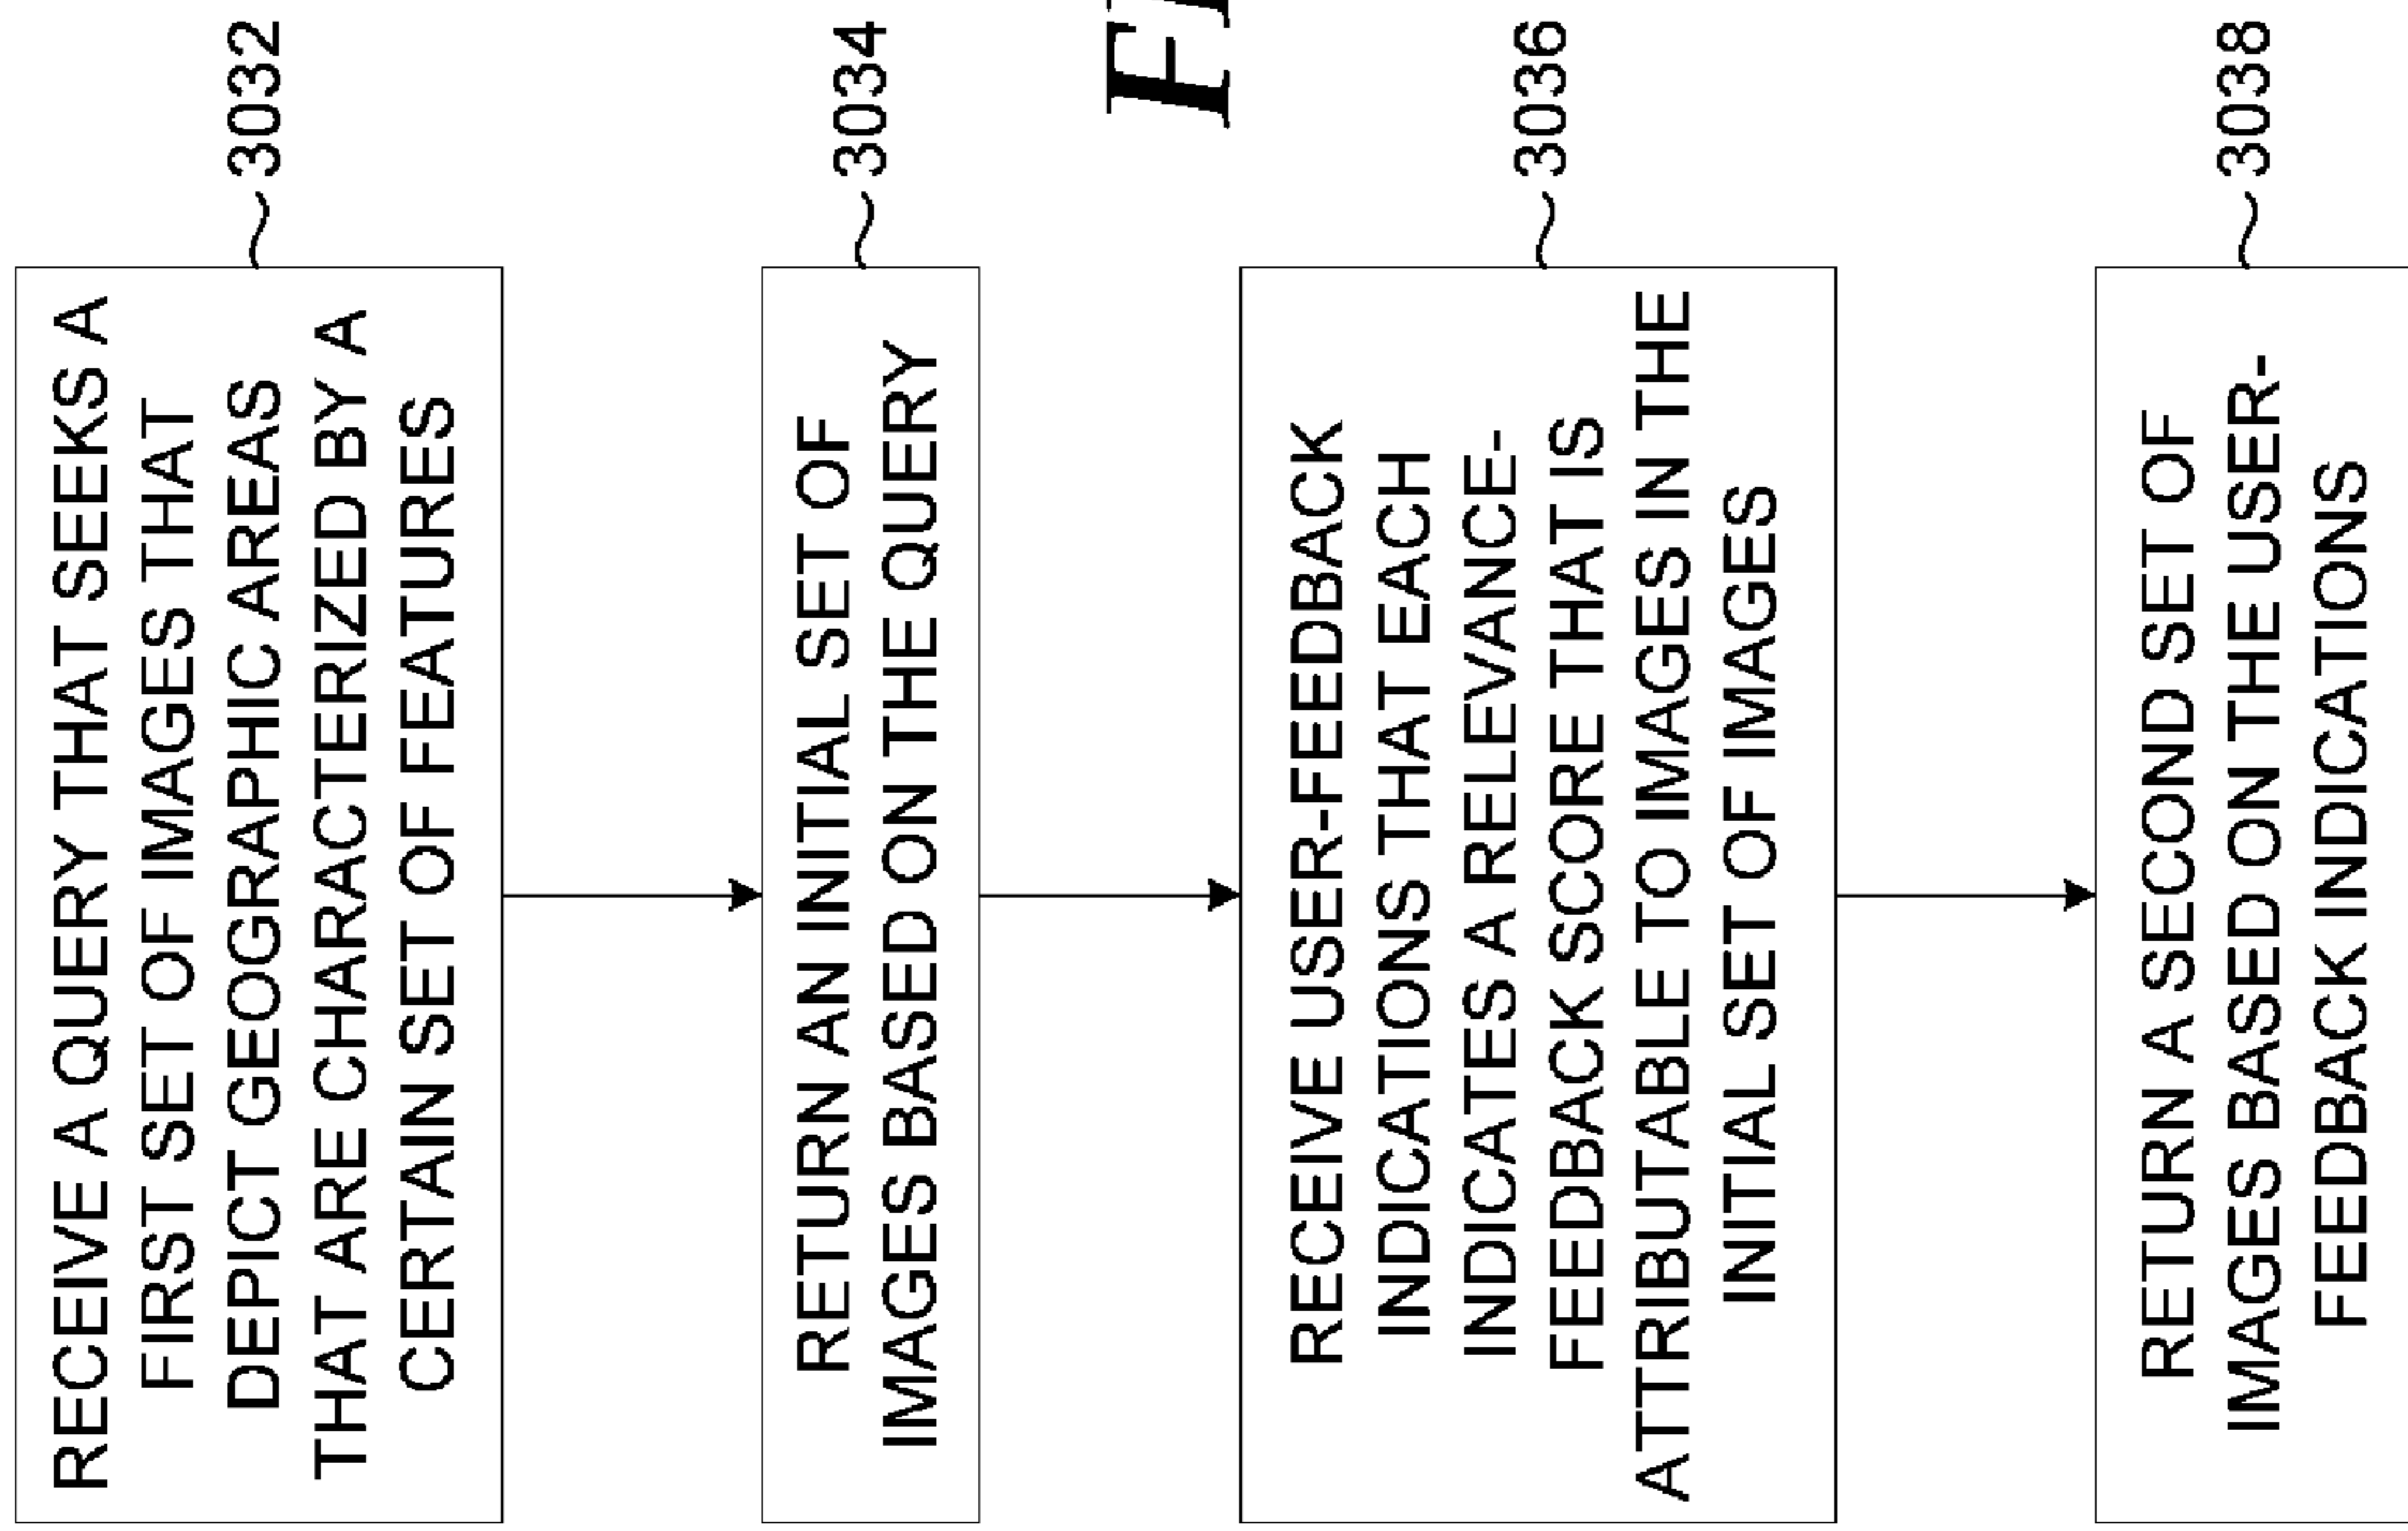 RECEIVE A QUERY THAT SEEKS A
FIRST SET OF IMAGES THAT
DEPICT GEOGRAPHIC AREAS
THAT ARE CHARACTERIZED BY A
CERTAIN SET OF FEATURES
3032
RETURN AN INITIAL SET OF
IMAGES BASED ON THE QUERY
3034
RECEIVE USER-FEEDBACK
INDICATIONS THAT EACH
INDICATES A RELEVANCE-
FEEDBACK SCORE THAT IS
ATTRIBUTABLE TO IMAGES IN THE
INITIAL SET OF IMAGES
3036
RETURN A SECOND SET OF
IMAGES BASED ON THE USER-
FEEDBACK INDICATIONS
3038